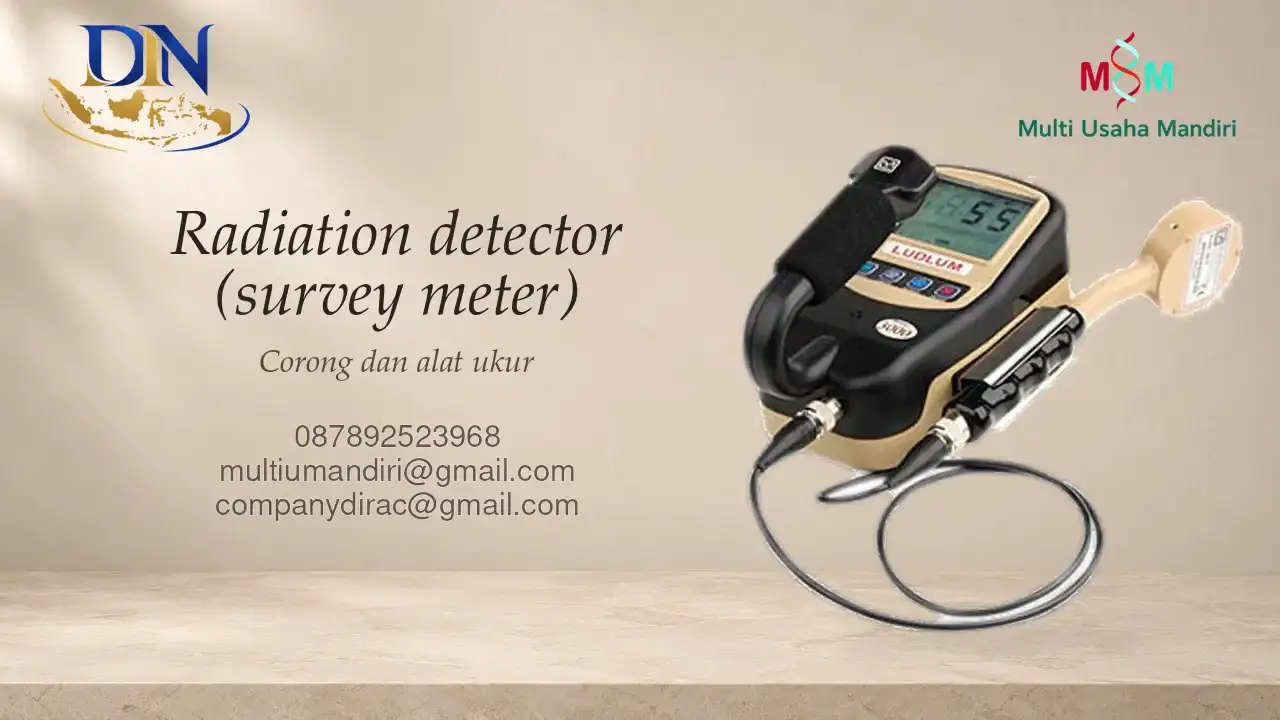 DN
MSM
Multi Usaha Mandiri
Radiation detector
(survey meter)
Corong dan alat ukur
087892523968
multiumandiri@gmail.com
companydirac@gmail.com
55
LUDLUM
3000